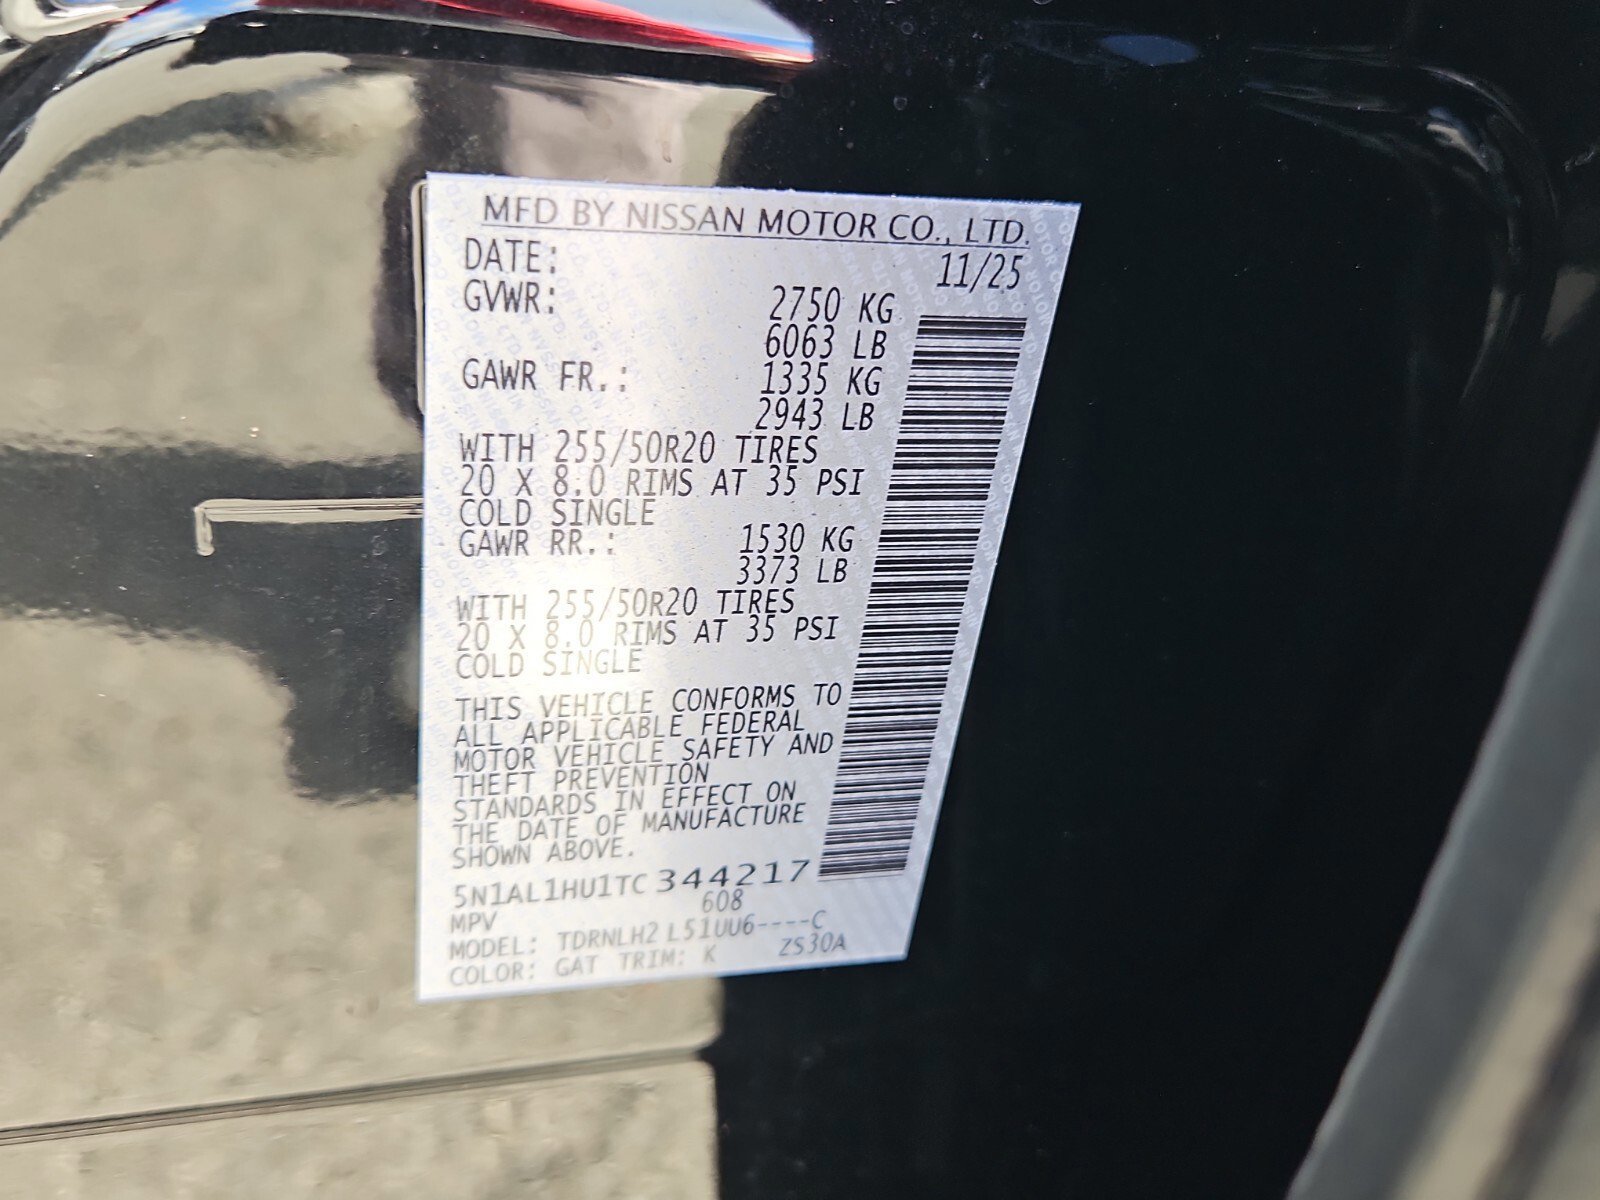 MFD BY NISSAN MOTOR CO., LTD.
DATE: 11/25
GVWR: 2750 KG
6063 LB
GAWR FR.: 1335 KG
2943 LB
WITH 255/50R20 TIRES
20 X 8.0 RIMS AT 35 PSI
COLD SINGLE
GAWR RR.: 1530 KG
3373 LB
WITH 255/50R20 TIRES
20 X 8.0 RIMS AT 35 PSI
COLD SINGLE
THIS VEHICLE CONFORMS TO
ALL APPLICABLE FEDERAL
MOTOR VEHICLE SAFETY AND
THEFT PREVENTION
STANDARDS IN EFFECT ON
THE DATE OF MANUFACTURE
SHOWN ABOVE.
5N1AL1HU1TC344217
MPV 608
MODEL: TDRNLH2 L51UU6----C
COLOR: GAT TRIM: K ZS30A